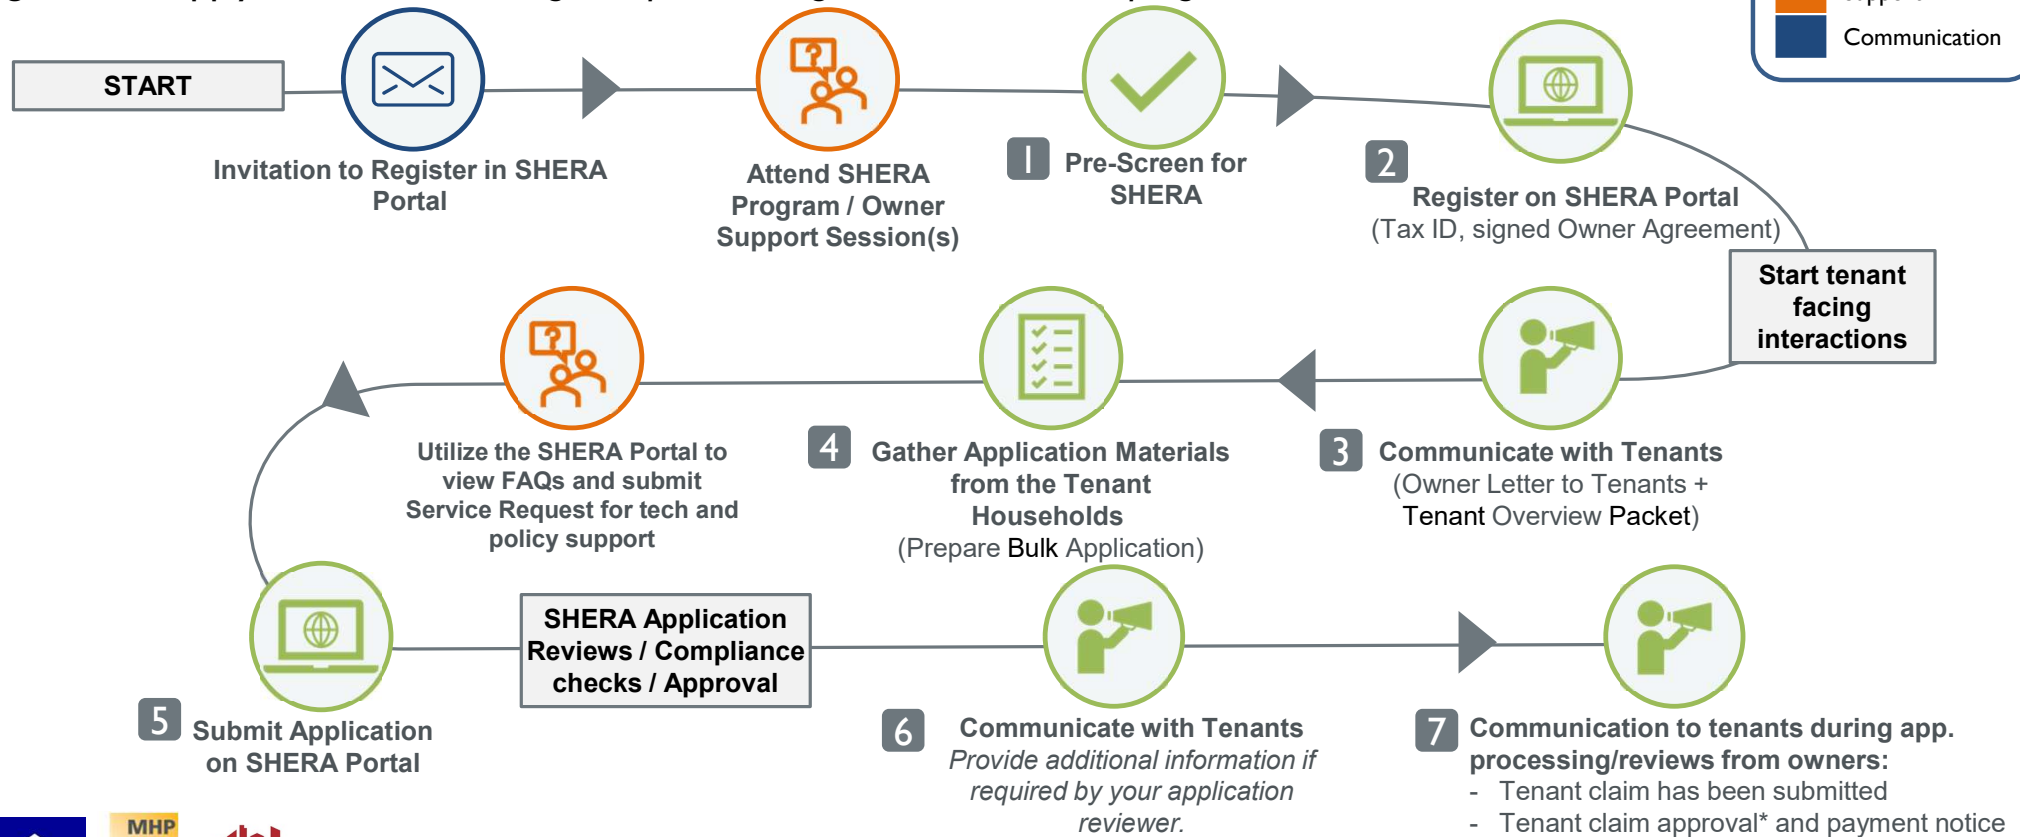 Communication
START
Invitation to Register in SHERA
Portal
Attend SHERA
Program / Owner
Support Session(s)
1 Pre-Screen for
SHERA
2 Register on SHERA Portal
(Tax ID, signed Owner Agreement)
Start tenant
facing
interactions
3 Communicate with Tenants
(Owner Letter to Tenants +
Tenant Overview Packet)
4 Gather Application Materials
from the Tenant
Households
(Prepare Bulk Application)
Utilize the SHERA Portal to
view FAQs and submit
Service Request for tech and
policy support
5 Submit Application
on SHERA Portal
SHERA Application
Reviews / Compliance
checks / Approval
6 Communicate with Tenants
Provide additional information if
required by your application
reviewer.
7 Communication to tenants during app.
processing/reviews from owners:
- Tenant claim has been submitted
- Tenant claim approval* and payment notice
MHP